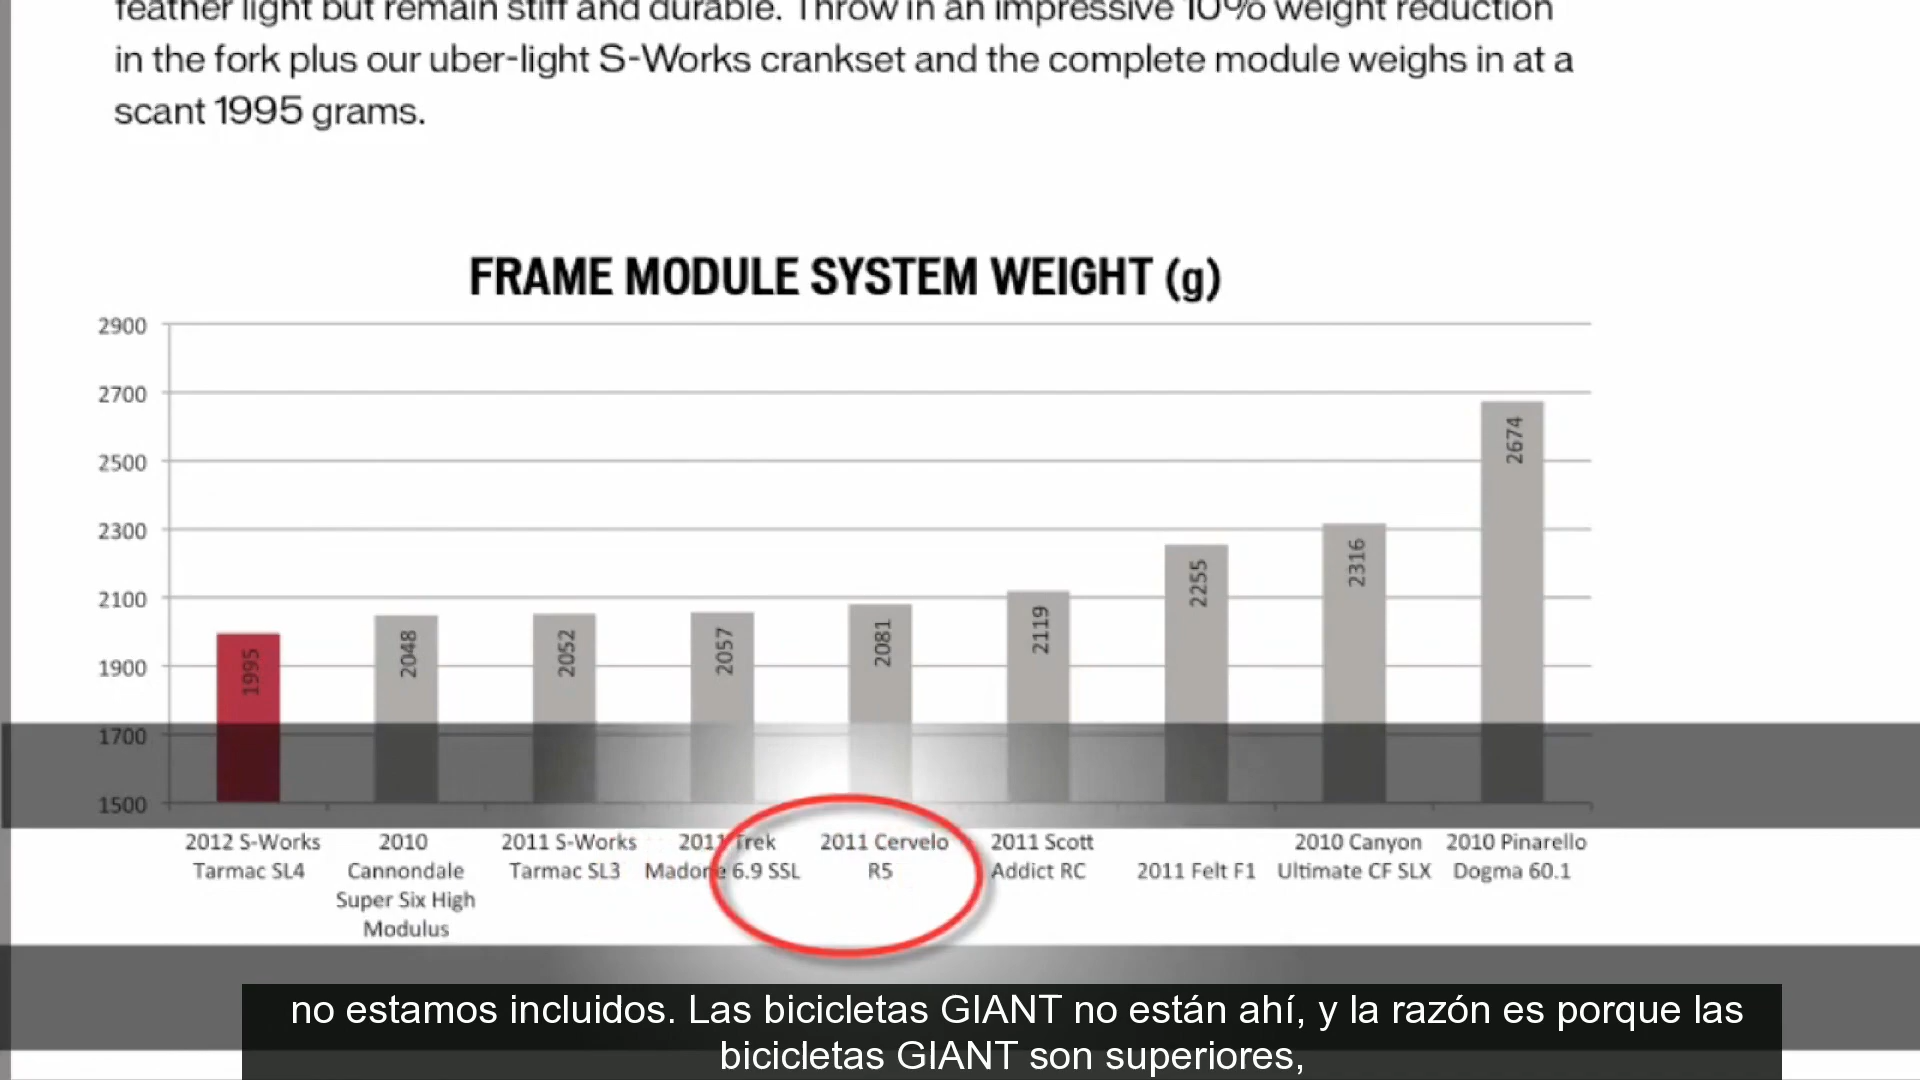 feather light but remain stiff and durable. Throw in an impressive 10% weight reduction
in the fork plus our uber-light S-Works crankset and the complete module weighs in at a
scant 1995 grams.
FRAME MODULE SYSTEM WEIGHT (g)
2900
2700
2500
2300
2100
1900
1700
1500
1995
2048
2052
2057
2081
2119
2255
2316
2674
2012 S-Works
Tarmac SL4
2010
Cannondale
Super Six High
Modulus
2011 S-Works
Tarmac SL3
2011 Trek
Madone 6.9 SSL
2011 Cervelo
R5
2011 Scott
Addict RC
2011 Felt F1
2010 Canyon
Ultimate CF SLX
2010 Pinarello
Dogma 60.1
no estamos incluidos. Las bicicletas GIANT no están ahí, y la razón es porque las
bicicletas GIANT son superiores,